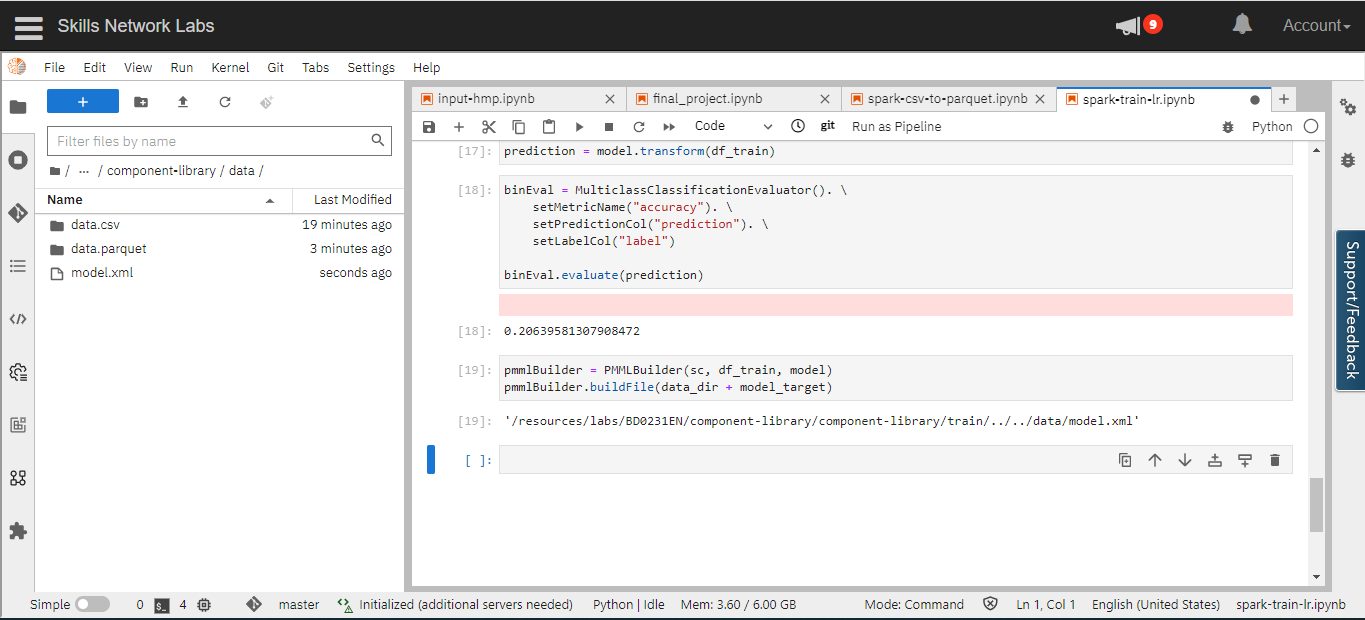 Skills Network Labs
9
Account
File Edit View Run Kernel Git Tabs Settings Help
+
Filter files by name
/ ... / component-library / data /
Name Last Modified
data.csv 19 minutes ago
data.parquet 3 minutes ago
model.xml seconds ago
input-hmp.ipynb final_project.ipynb spark-csv-to-parquet.ipynb spark-train-lr.ipynb
Code git Run as Pipeline Python
[17]: prediction = model.transform(df_train)
[18]: binEval = MulticlassClassificationEvaluator(). \
setMetricName("accuracy"). \
setPredictionCol("prediction"). \
setLabelCol("label")
binEval.evaluate(prediction)
[18]: 0.20639581307908472
[19]: pmmlBuilder = PMMLBuilder(sc, df_train, model)
pmmlBuilder.buildFile(data_dir + model_target)
[19]: '/resources/labs/BD0231EN/component-library/component-library/train/../../data/model.xml'
[ ]:
Support/Feedback
Simple 0 $_ 4 master Initialized (additional servers needed) Python | Idle Mem: 3.60 / 6.00 GB Mode: Command Ln 1, Col 1 English (United States) spark-train-lr.ipynb